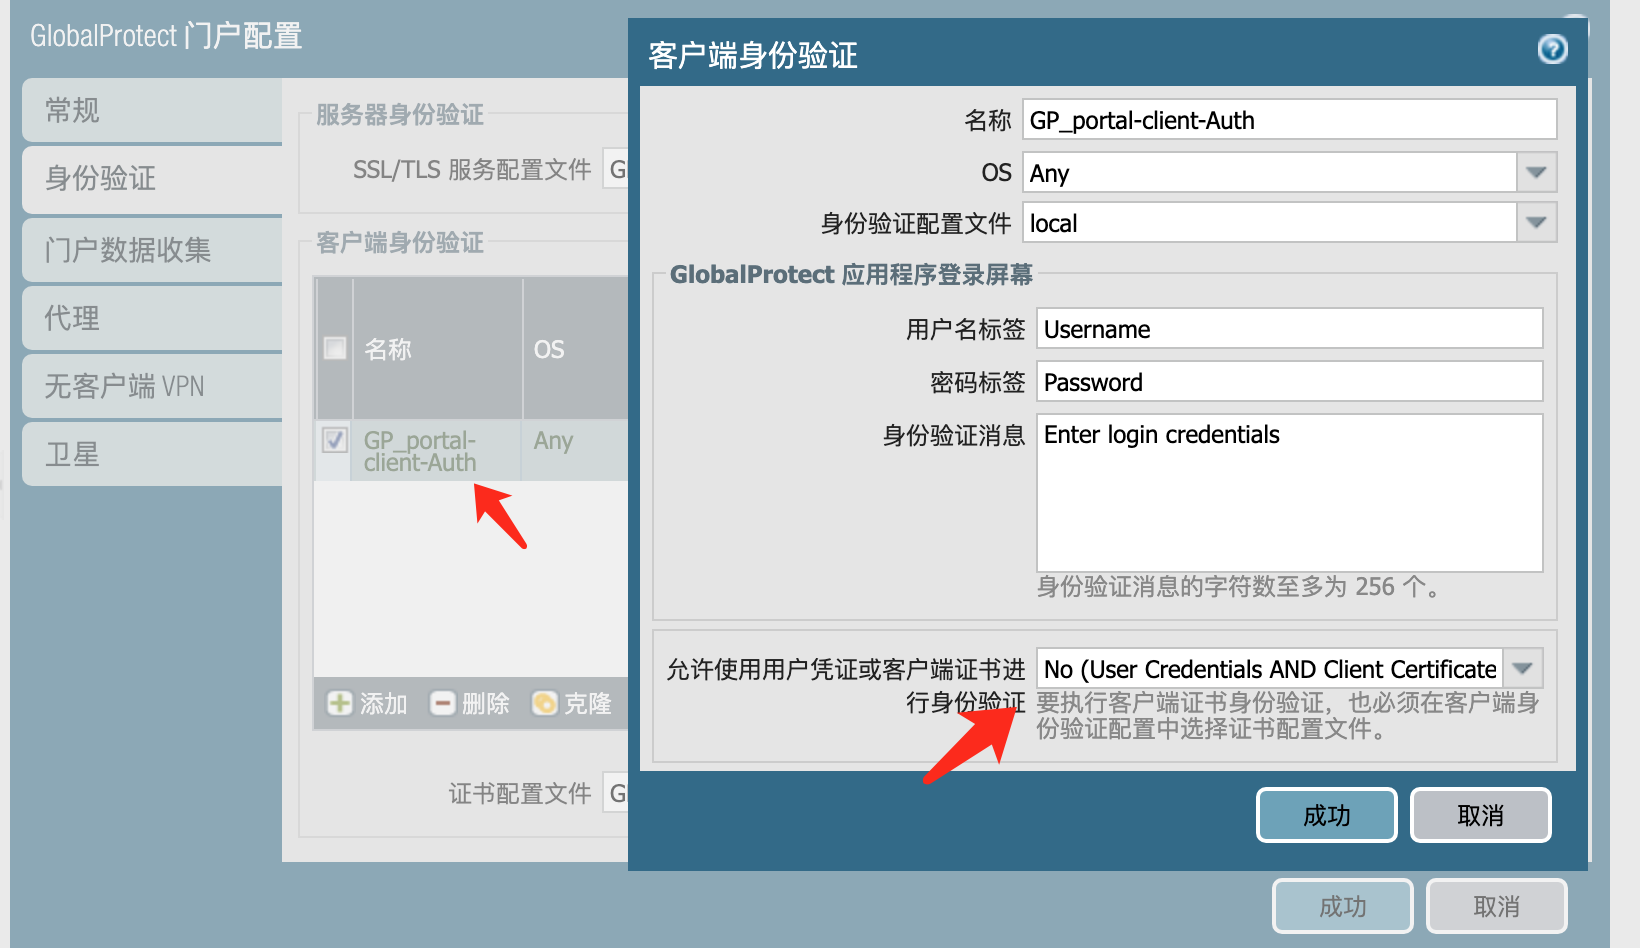 GlobalProtect 门户配置
常规
身份验证
门户数据收集
代理
无客户端 VPN
卫星
服务器身份验证
SSL/TLS 服务配置文件
G
客户端身份验证
名称
OS
GP_portal-
client-Auth
Any
添加
删除
克隆
证书配置文件
G
客户端身份验证
名称
GP_portal-client-Auth
OS
Any
身份验证配置文件
local
GlobalProtect 应用程序登录屏幕
用户名标签
Username
密码标签
Password
身份验证消息
Enter login credentials
身份验证消息的字符数至多为 256 个。
允许使用用户凭证或客户端证书进
行身份验证
No (User Credentials AND Client Certificate
要执行客户端证书身份验证，也必须在客户端身
份验证配置中选择证书配置文件。
成功
取消
成功
取消